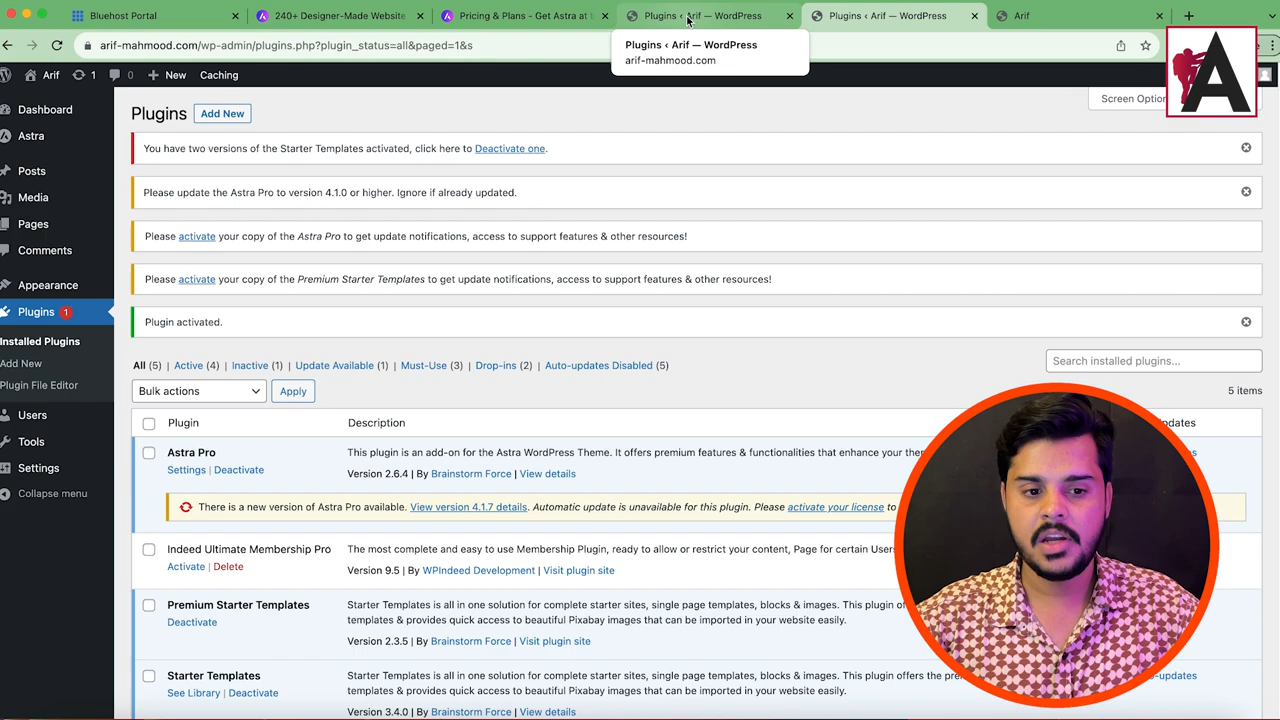 Bluehost Portal
240+ Designer-Made Website
Pricing & Plans - Get Astra at t
Plugins ‹ Arif — WordPress
Plugins ‹ Arif — WordPress
Arif
arif-mahmood.com/wp-admin/plugins.php?plugin_status=all&paged=1&s
Plugins ‹ Arif — WordPress
arif-mahmood.com
Arif
1
0
New
Caching
A
Dashboard
Astra
Posts
Media
Pages
Comments
Appearance
Plugins 1
Installed Plugins
Add New
Plugin File Editor
Users
Tools
Settings
Collapse menu
Plugins Add New
Screen Option
You have two versions of the Starter Templates activated, click here to Deactivate one.
Please update the Astra Pro to version 4.1.0 or higher. Ignore if already updated.
Please activate your copy of the Astra Pro to get update notifications, access to support features & other resources!
Please activate your copy of the Premium Starter Templates to get update notifications, access to support features & other resources!
Plugin activated.
All (5) | Active (4) | Inactive (1) | Update Available (1) | Must-Use (3) | Drop-ins (2) | Auto-updates Disabled (5)
Search installed plugins...
Bulk actions
Apply
5 items
Plugin
Description
Astra Pro
This plugin is an add-on for the Astra WordPress Theme. It offers premium features & functionalities that enhance your
Settings | Deactivate
Version 2.6.4 | By Brainstorm Force | View details
There is a new version of Astra Pro available. View version 4.1.7 details. Automatic update is unavailable for this plugin. Please activate your license to
Indeed Ultimate Membership Pro
The most complete and easy to use Membership Plugin, ready to allow or restrict your content, Page for certain
Activate | Delete
Version 9.5 | By WPIndeed Development | Visit plugin site
Premium Starter Templates
Starter Templates is all in one solution for complete starter sites, single page templates, blocks & images. This plugin
templates & provides quick access to beautiful Pixabay images that can be imported in your website easily.
Deactivate
Version 2.3.5 | By Brainstorm Force | Visit plugin site
Starter Templates
Starter Templates is all in one solution for complete starter sites, single page templates, blocks & images. This plugin offers the
templates & provides quick access to beautiful Pixabay images that can be imported in your website easily.
See Library | Deactivate
Version 3.4.0 | By Brainstorm Force | View details